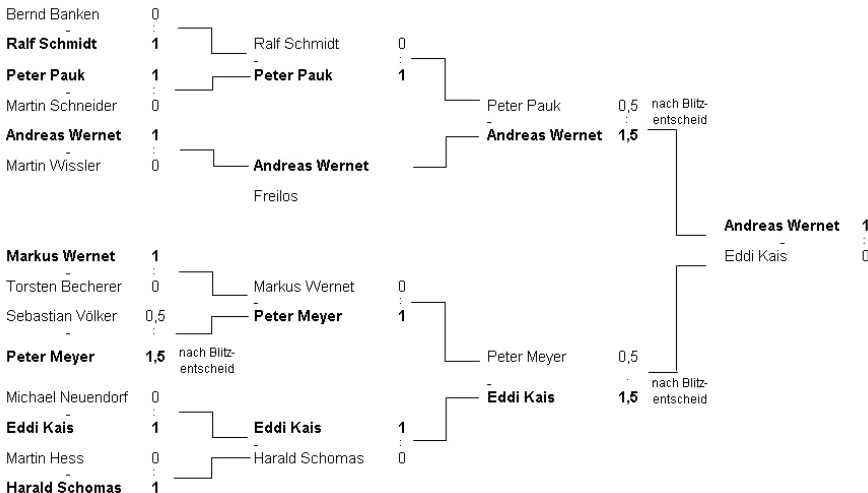 Bernd Banken 0
- :
Ralf Schmidt 1
Peter Pauk 1
- :
Martin Schneider 0
Andreas Wernet 1
- :
Martin Wissler 0
Markus Wernet 1
- :
Torsten Becherer 0
Sebastian Völker 0,5
- :
Peter Meyer 1,5 nach Blitz-
entscheid
Michael Neuendorf 0
- :
Eddi Kais 1
Martin Hess 0
- :
Harald Schomas 1
Ralf Schmidt 0
- :
Peter Pauk 1
Andreas Wernet
Freilos
Markus Wernet 0
- :
Peter Meyer 1
Eddi Kais 1
- :
Harald Schomas 0
Peter Pauk 0,5 nach Blitz-
- : entscheid
Andreas Wernet 1,5
Peter Meyer 0,5
- : nach Blitz-
Eddi Kais 1,5 entscheid
Andreas Wernet 1
- :
Eddi Kais 0